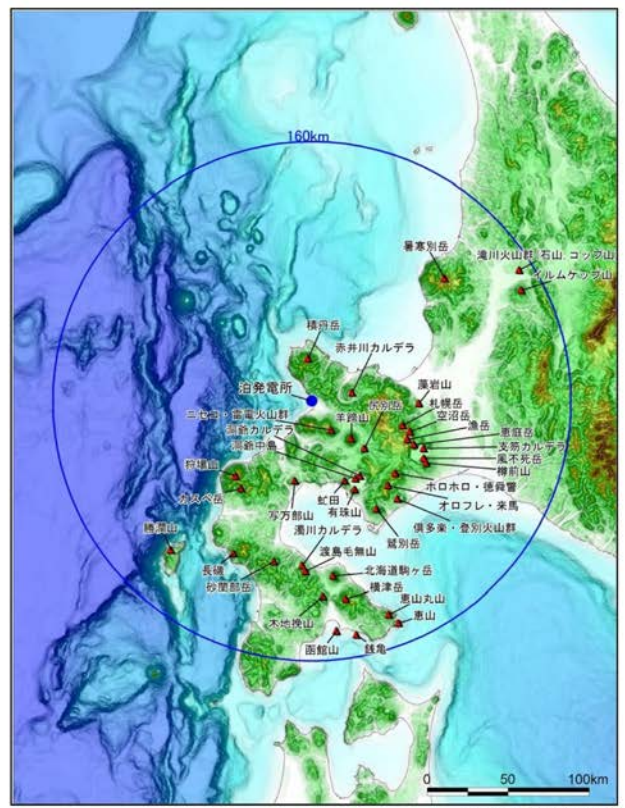 160km
暑寒別岳
滝川火山群 石山 コップ山
イルムケップ山
積丹岳
赤井川カルデラ
泊発電所
尻別岳
藻岩山
札幌岳
ニセコ・雷電火山群
羊蹄山
空沼岳
漁岳
洞爺カルデラ
恵庭岳
洞爺中島
支笏カルデラ
風不死岳
狩場山
樽前山
カスベ岳
ホロホロ・徳舜瞥
虻田
オロフレ・来馬
写万部山
有珠山
濁川カルデラ
倶多楽・登別火山群
勝澗山
鷲別岳
渡島毛無山
長磯
砂蘭部岳
北海道駒ヶ岳
横津岳
恵山丸山
木地挽山
恵山
函館山
銭亀
0 50 100km